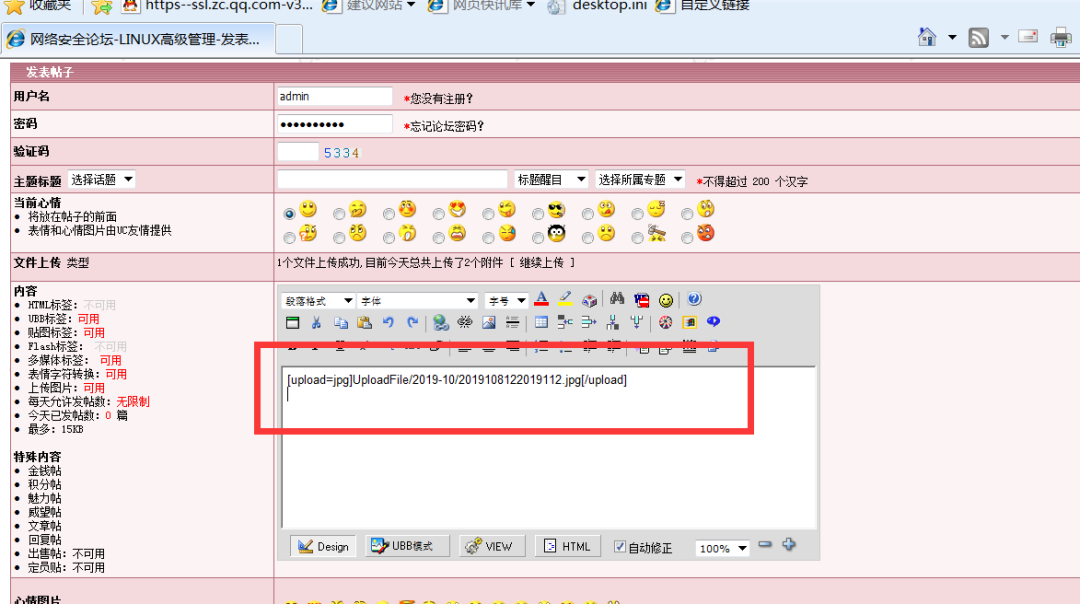 收藏夹 https--ssl.zc.qq.com-v3... 建议网站 网页快讯库 desktop.ini 自定义链接
网络安全论坛-LINUX高级管理-发表...
发表帖子
用户名 admin *您没有注册?
密码 •••••••••• *忘记论坛密码?
验证码 5334
主题标题 选择话题 标题醒目 选择所属专题 *不得超过 200 个汉字
当前心情
• 将放在帖子的前面
• 表情和心情图片由UC友情提供
文件上传 类型 1个文件上传成功,目前今天总共上传了2个附件 [ 继续上传 ]
内容
• HTML标签: 不可用
• UBB标签: 可用
• 贴图标签: 可用
• Flash标签: 不可用
• 多媒体标签: 可用
• 表情字符转换: 可用
• 上传图片: 可用
• 每天允许发帖数: 无限制
• 今天已发帖数: 0 篇
• 最多: 15KB
特殊内容
• 金钱帖
• 积分帖
• 魅力帖
• 威望帖
• 文章帖
• 回复帖
• 出售帖: 不可用
• 定员贴: 不可用
段落格式 字体 字号
[upload=jpg]UploadFile/2019-10/2019108122019112.jpg[/upload]
Design UBB模式 VIEW HTML 自动修正 100%
心情图片